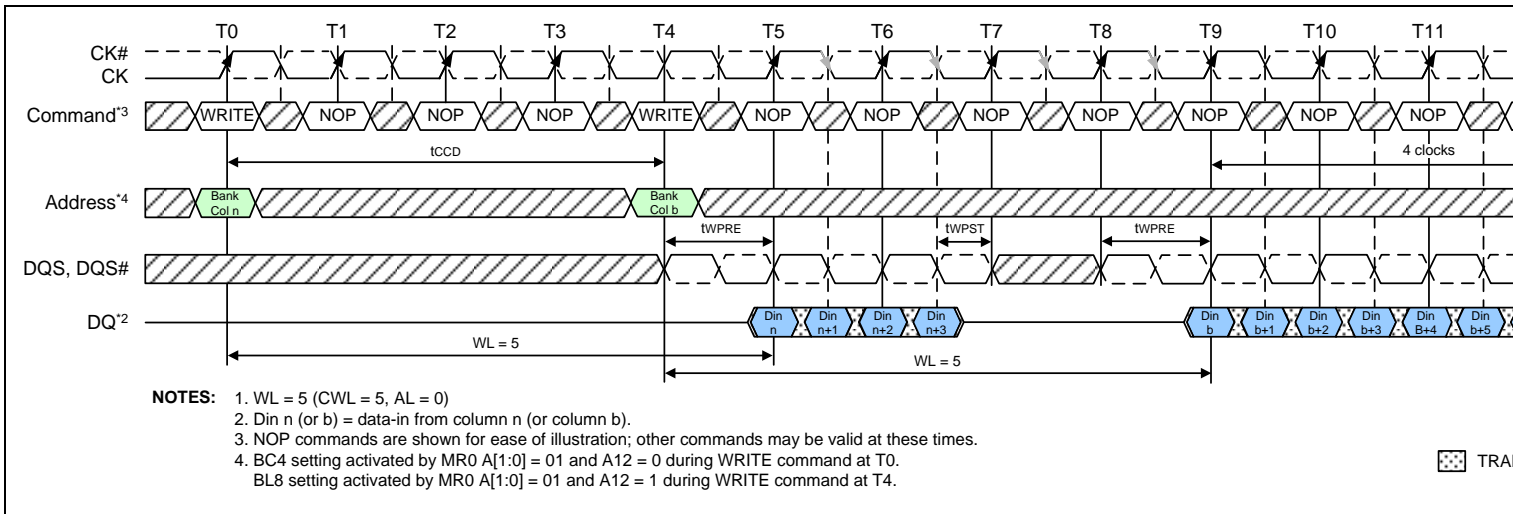 T0 T1 T2 T3 T4 T5 T6 T7 T8 T9 T10 T11
CK#
CK
Command*3 WRITE NOP NOP NOP WRITE NOP NOP NOP NOP NOP NOP NOP
tCCD 4 clocks
Address*4 Bank Col n Bank Col b
tWPRE tWPST tWPRE
DQS, DQS#
DQ*2 Din n Din n+1 Din n+2 Din n+3 Din b Din b+1 Din b+2 Din b+3 Din B+4 Din b+5
WL = 5 WL = 5
NOTES: 1. WL = 5 (CWL = 5, AL = 0)
2. Din n (or b) = data-in from column n (or column b).
3. NOP commands are shown for ease of illustration; other commands may be valid at these times.
4. BC4 setting activated by MR0 A[1:0] = 01 and A12 = 0 during WRITE command at T0.
BL8 setting activated by MR0 A[1:0] = 01 and A12 = 1 during WRITE command at T4.